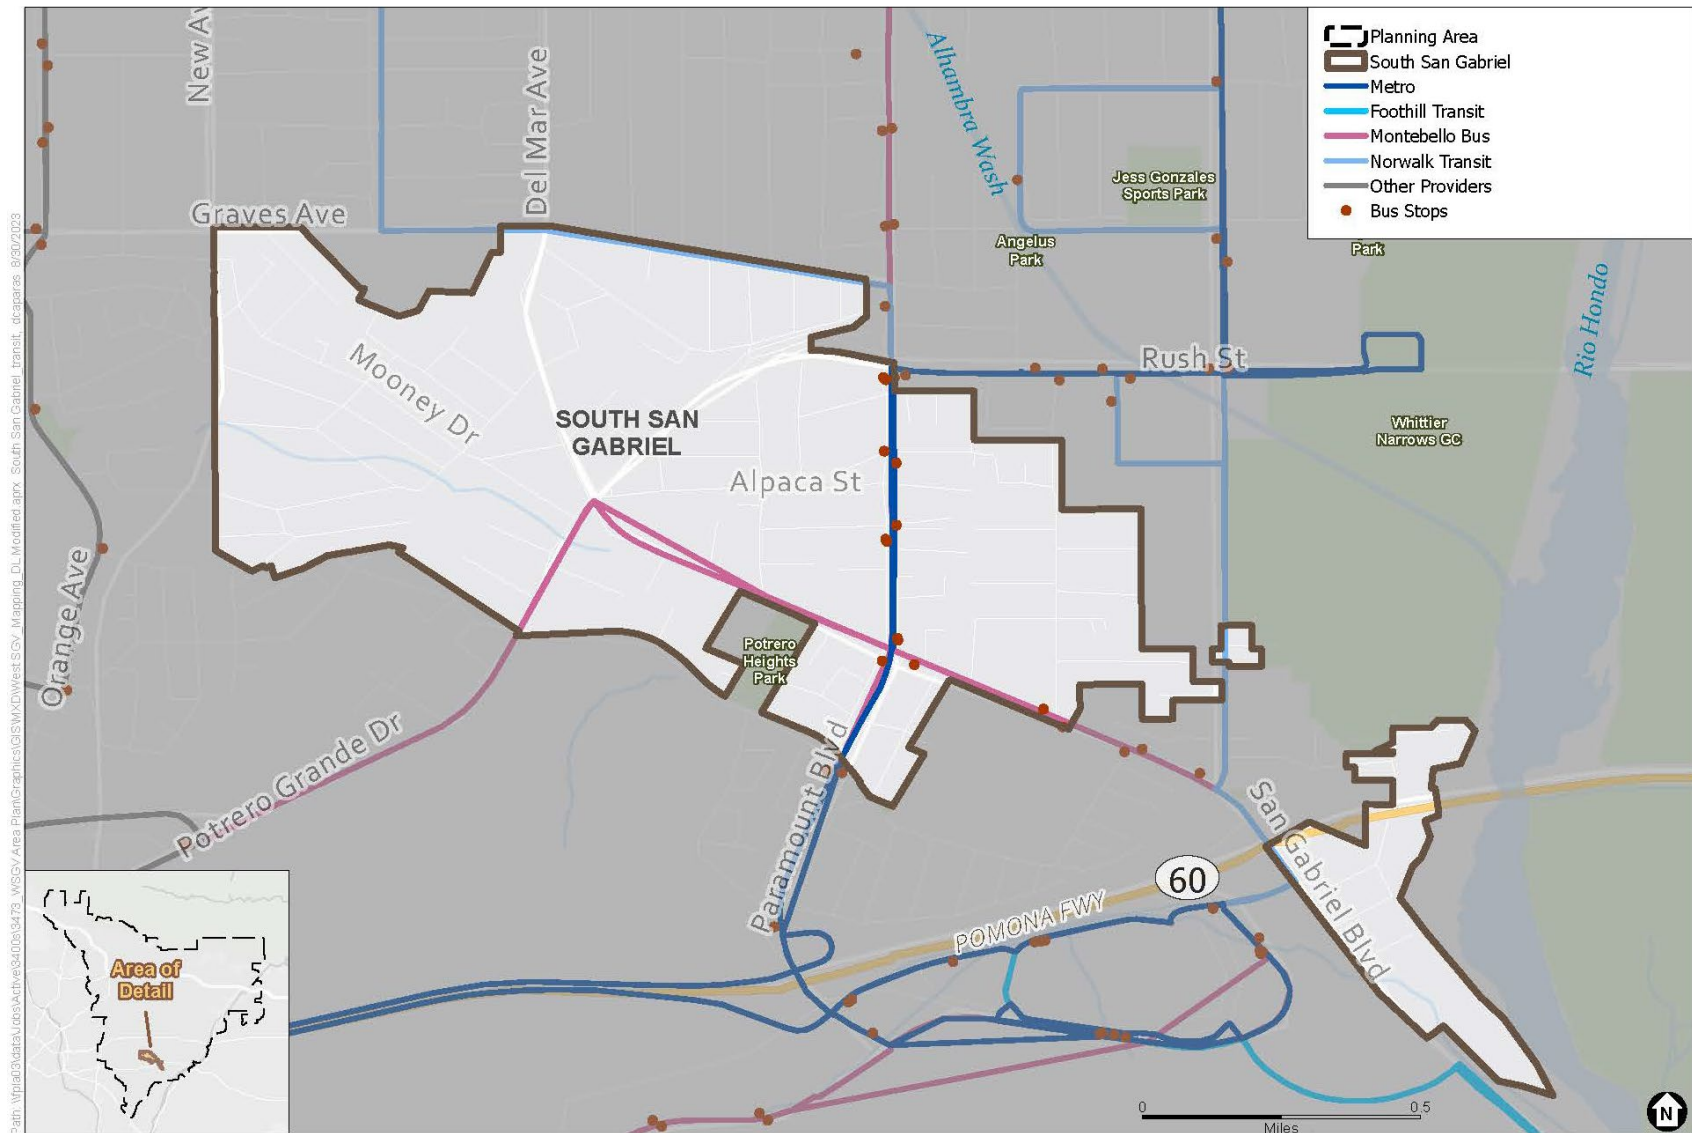 New Av
Del Mar Ave
Alhambra Wash
Planning Area
South San Gabriel
Metro
Foothill Transit
Montebello Bus
Norwalk Transit
Other Providers
Bus Stops
Jess Gonzales
Sports Park
Graves Ave
Angelus
Park
Park
Rio Hondo
Rush St
Mooney Dr
SOUTH SAN
GABRIEL
Whittier
Narrows GC
Alpaca St
Orange Ave
Potrero
Heights
Park
Potrero Grande Dr
Paramount Blvd
San Gabriel Blvd
60
POMONA FWY
Area of
Detail
0
0.5
Miles
N